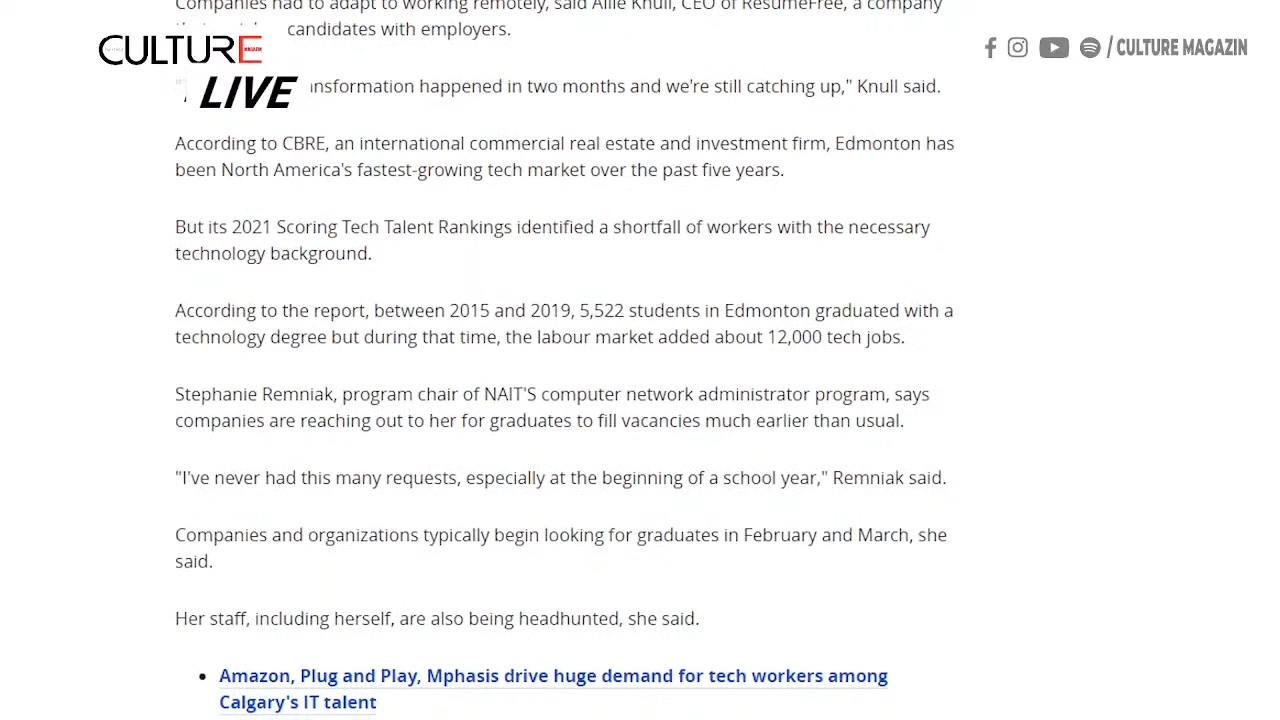 Companies had to adapt to working remotely, said Allie Knull, CEO of ResumeFree, a company
candidates with employers.
CULTURE
MAGAZIN
/ CULTURE MAGAZIN
LIVE
happened in two months and we're still catching up," Knull said.
According to CBRE, an international commercial real estate and investment firm, Edmonton has
been North America's fastest-growing tech market over the past five years.
But its 2021 Scoring Tech Talent Rankings identified a shortfall of workers with the necessary
technology background.
According to the report, between 2015 and 2019, 5,522 students in Edmonton graduated with a
technology degree but during that time, the labour market added about 12,000 tech jobs.
Stephanie Remniak, program chair of NAIT'S computer network administrator program, says
companies are reaching out to her for graduates to fill vacancies much earlier than usual.
"I've never had this many requests, especially at the beginning of a school year," Remniak said.
Companies and organizations typically begin looking for graduates in February and March, she
said.
Her staff, including herself, are also being headhunted, she said.
• Amazon, Plug and Play, Mphasis drive huge demand for tech workers among
Calgary's IT talent